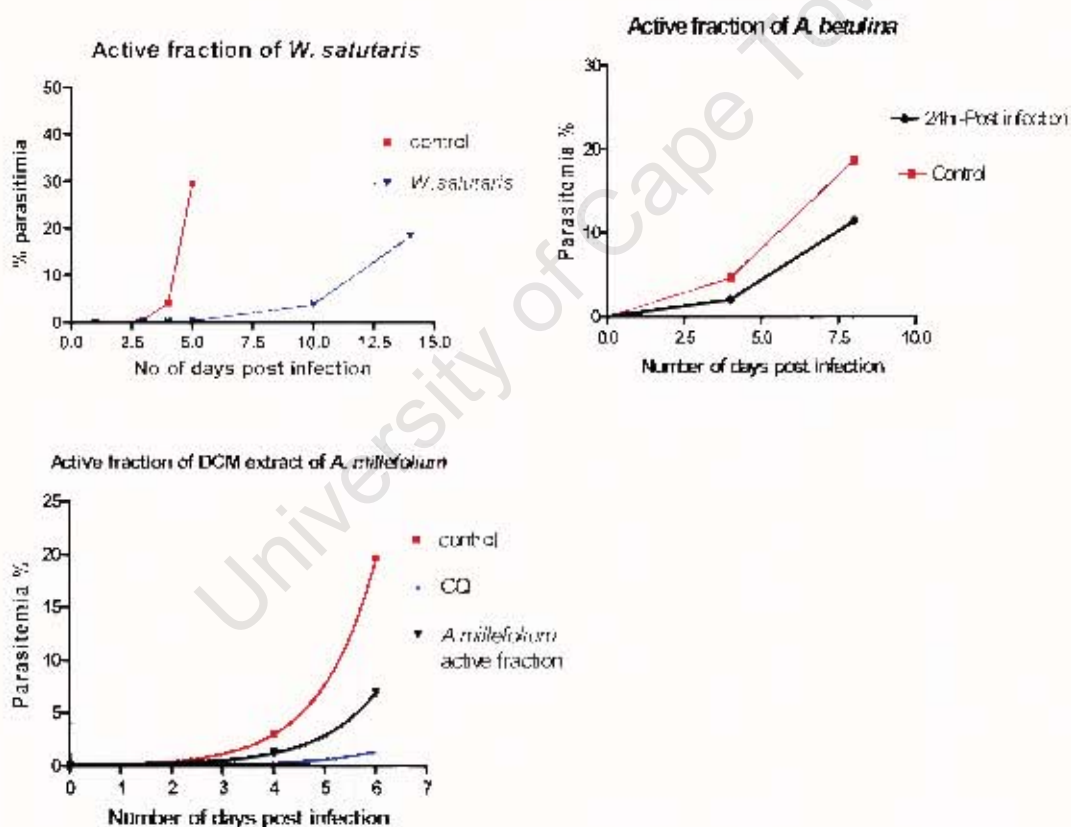 Active fraction of W. salutaris
50
40
30
20
10
0
% parasitimia
0.0 2.5 5.0 7.5 10.0 12.5 15.0
No of days post infection
control
W. salutaris
Active fraction of A. betulina
30
20
10
0
Parasitemia %
0.0 2.5 5.0 7.5 10.0
Number of days post infection
24hr-Post infection
Control
Active fraction of DCM extract of A. millefolium
25
20
15
10
5
0
Parasitemia %
0 1 2 3 4 5 6 7
Number of days post infection
control
CQ
A. millefolium
active fraction
University of Cape Tow